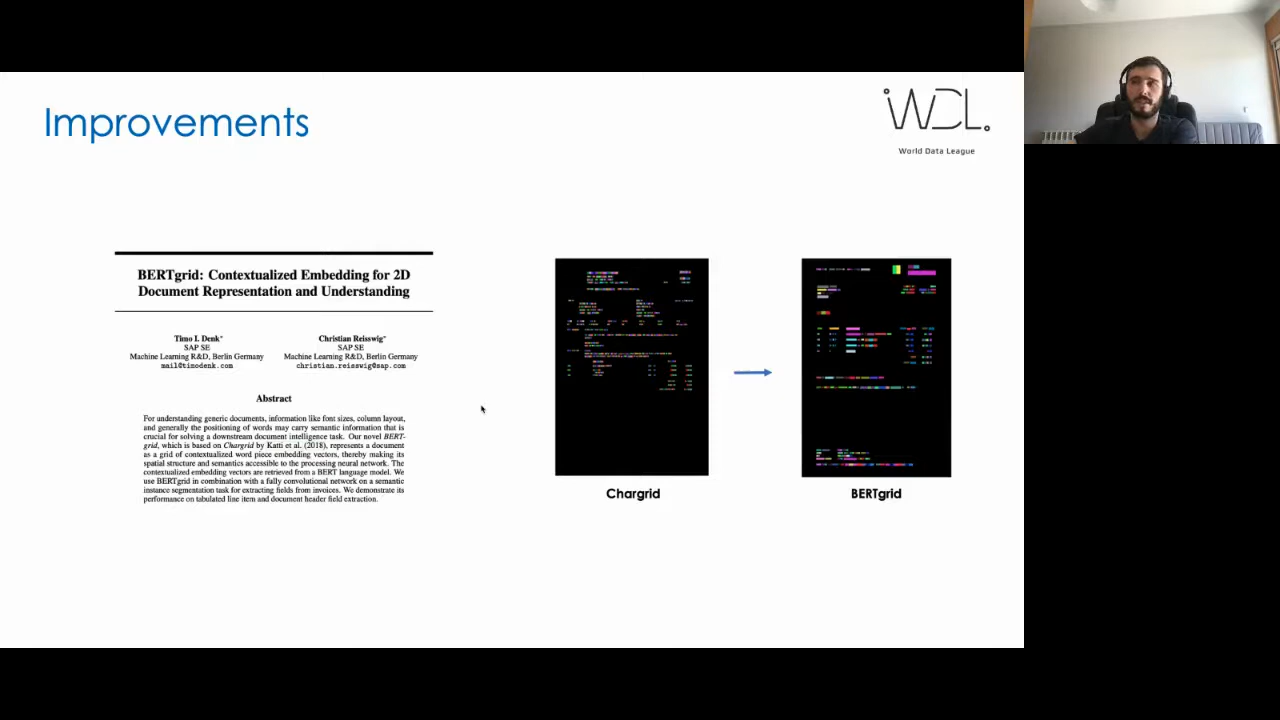 Improvements
WDL.
World Data League
BERTgrid: Contextualized Embedding for 2D
Document Representation and Understanding
Timo I. Denk*
SAP SE
Machine Learning R&D, Berlin Germany
mail@timodenk.com
Christian Reisswig*
SAP SE
Machine Learning R&D, Berlin Germany
christian.reisswig@sap.com
Abstract
For understanding generic documents, information like font sizes, column layout,
and generally the positioning of words may carry semantic information that is
crucial for solving a downstream document intelligence task. Our novel BERT-
grid, which is based on Chargrid by Katti et al. (2018), represents a document
as a grid of contextualized word piece embedding vectors, thereby making its
spatial structure and semantics accessible to the processing neural network. The
contextualized embedding vectors are retrieved from a BERT language model. We
use BERTgrid in combination with a fully convolutional network on a semantic
instance segmentation task for extracting fields from invoices. We demonstrate its
performance on tabulated line item and document header field extraction.
Chargrid
BERTgrid